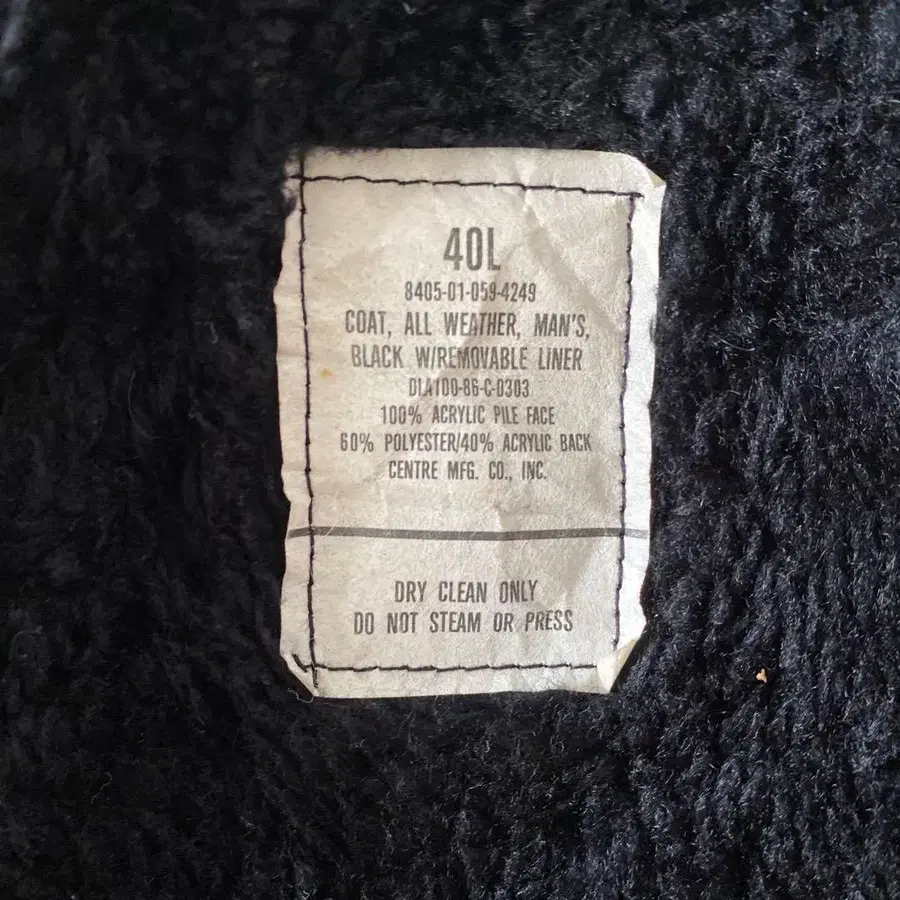 40L
8405-01-059-4249
COAT, ALL WEATHER, MAN'S,
BLACK W/REMOVABLE LINER
DLA100-86-C-0303
100% ACRYLIC PILE FACE
60% POLYESTER/40% ACRYLIC BACK
CENTRE MFG. CO., INC.
DRY CLEAN ONLY
DO NOT STEAM OR PRESS